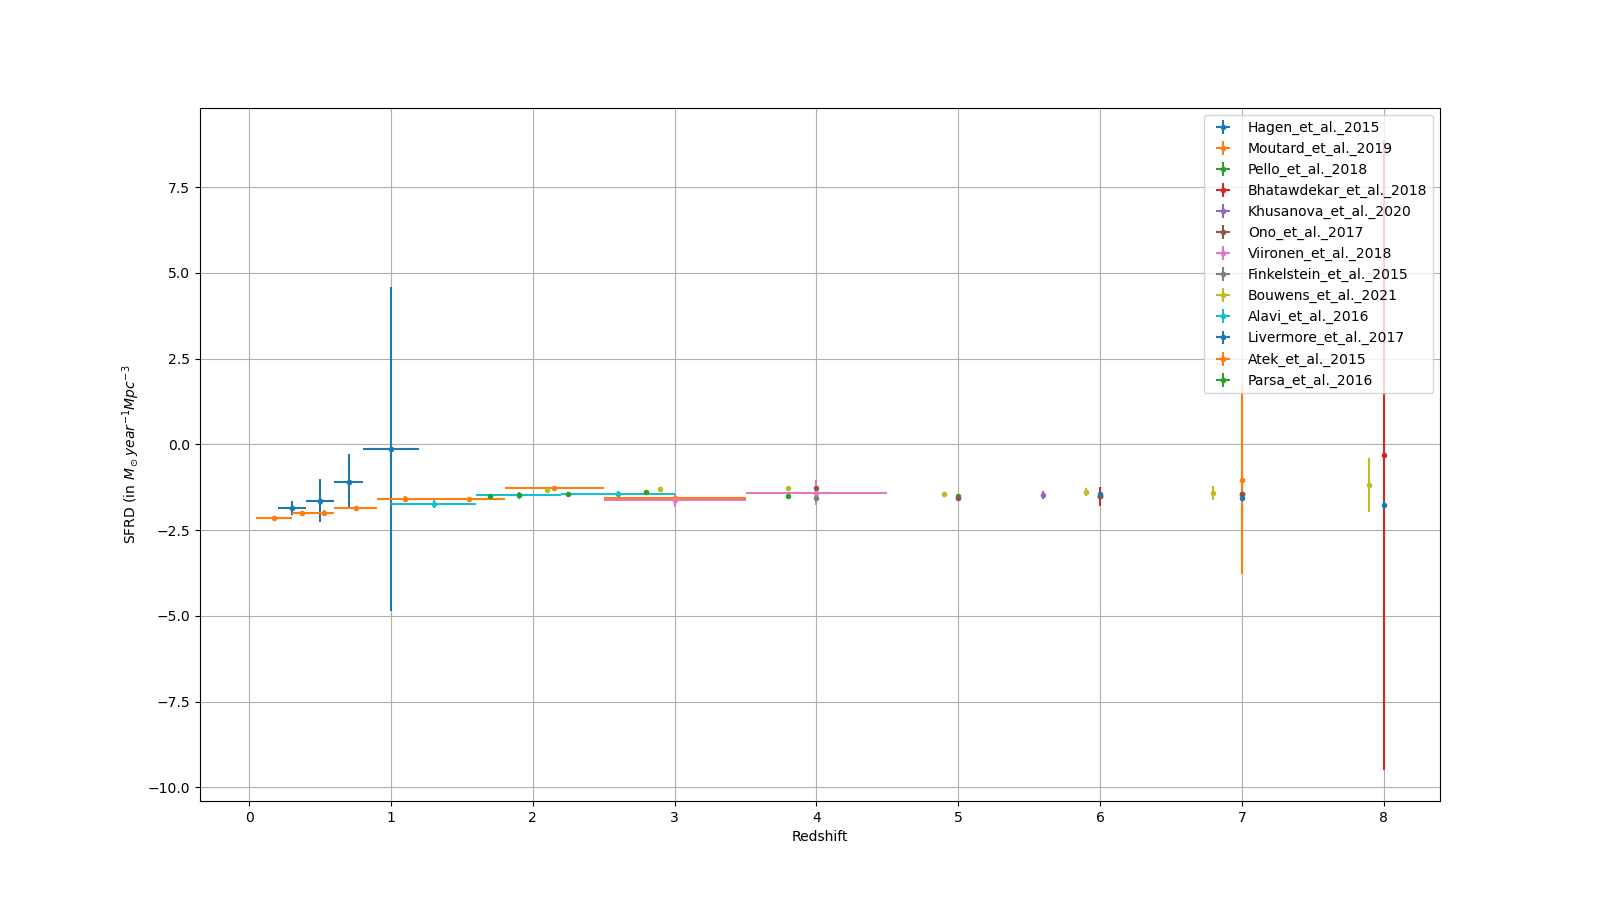 Hagen_et_al._2015
Moutard_et_al._2019
Pello_et_al._2018
Bhatawdekar_et_al._2018
Khusanova_et_al._2020
Ono_et_al._2017
Viironen_et_al._2018
Finkelstein_et_al._2015
Bouwens_et_al._2021
Alavi_et_al._2016
Livermore_et_al._2017
Atek_et_al._2015
Parsa_et_al._2016
7.5
5.0
2.5
0.0
−2.5
−5.0
−7.5
−10.0
SFRD (in M⊙ year⁻¹Mpc⁻³
0 1 2 3 4 5 6 7 8
Redshift